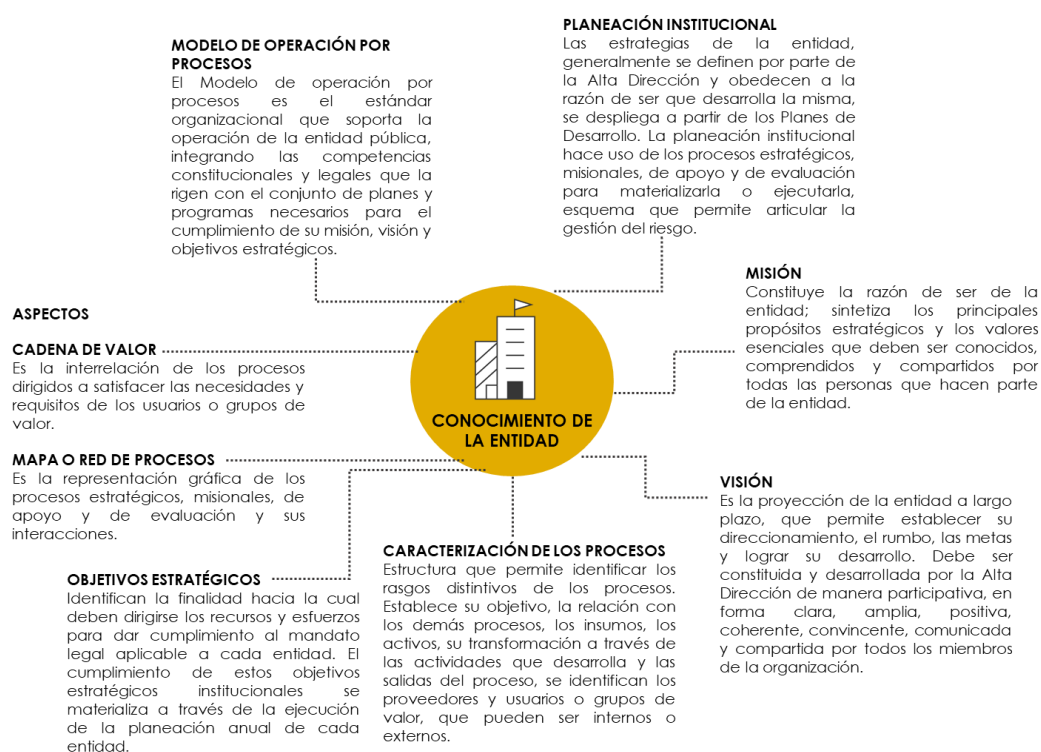 MODELO DE OPERACIÓN POR
PROCESOS
El Modelo de operación por
procesos es el estándar
organizacional que soporta la
operación de la entidad pública,
integrando las competencias
constitucionales y legales que la
rigen con el conjunto de planes y
programas necesarios para el
cumplimiento de su misión, visión y
objetivos estratégicos.
PLANEACIÓN INSTITUCIONAL
Las estrategias de la entidad,
generalmente se definen por parte de
la Alta Dirección y obedecen a la
razón de ser que desarrolla la misma,
se despliega a partir de los Planes de
Desarrollo. La planeación institucional
hace uso de los procesos estratégicos,
misionales, de apoyo y de evaluación
para materializarla o ejecutarla,
esquema que permite articular la
gestión del riesgo.
MISIÓN
Constituye la razón de ser de la
entidad; sintetiza los principales
propósitos estratégicos y los valores
esenciales que deben ser conocidos,
comprendidos y compartidos por
todas las personas que hacen parte
de la entidad.
ASPECTOS
CADENA DE VALOR
Es la interrelación de los procesos
dirigidos a satisfacer las necesidades y
requisitos de los usuarios o grupos de
valor.
CONOCIMIENTO DE
LA ENTIDAD
MAPA O RED DE PROCESOS
Es la representación gráfica de los
procesos estratégicos, misionales, de
apoyo y de evaluación y sus
interacciones.
VISIÓN
Es la proyección de la entidad a largo
plazo, que permite establecer su
direccionamiento, el rumbo, las metas
y lograr su desarrollo. Debe ser
constituida y desarrollada por la Alta
Dirección de manera participativa, en
forma clara, amplia, positiva,
coherente, convincente, comunicada
y compartida por todos los miembros
de la organización.
OBJETIVOS ESTRATÉGICOS
Identifican la finalidad hacia la cual
deben dirigirse los recursos y esfuerzos
para dar cumplimiento al mandato
legal aplicable a cada entidad. El
cumplimiento de estos objetivos
estratégicos institucionales se
materializa a través de la ejecución
de la planeación anual de cada
entidad.
CARACTERIZACIÓN DE LOS PROCESOS
Estructura que permite identificar los
rasgos distintivos de los procesos.
Establece su objetivo, la relación con
los demás procesos, los insumos, los
activos, su transformación a través de
las actividades que desarrolla y las
salidas del proceso, se identifican los
proveedores y usuarios o grupos de
valor, que pueden ser internos o
externos.